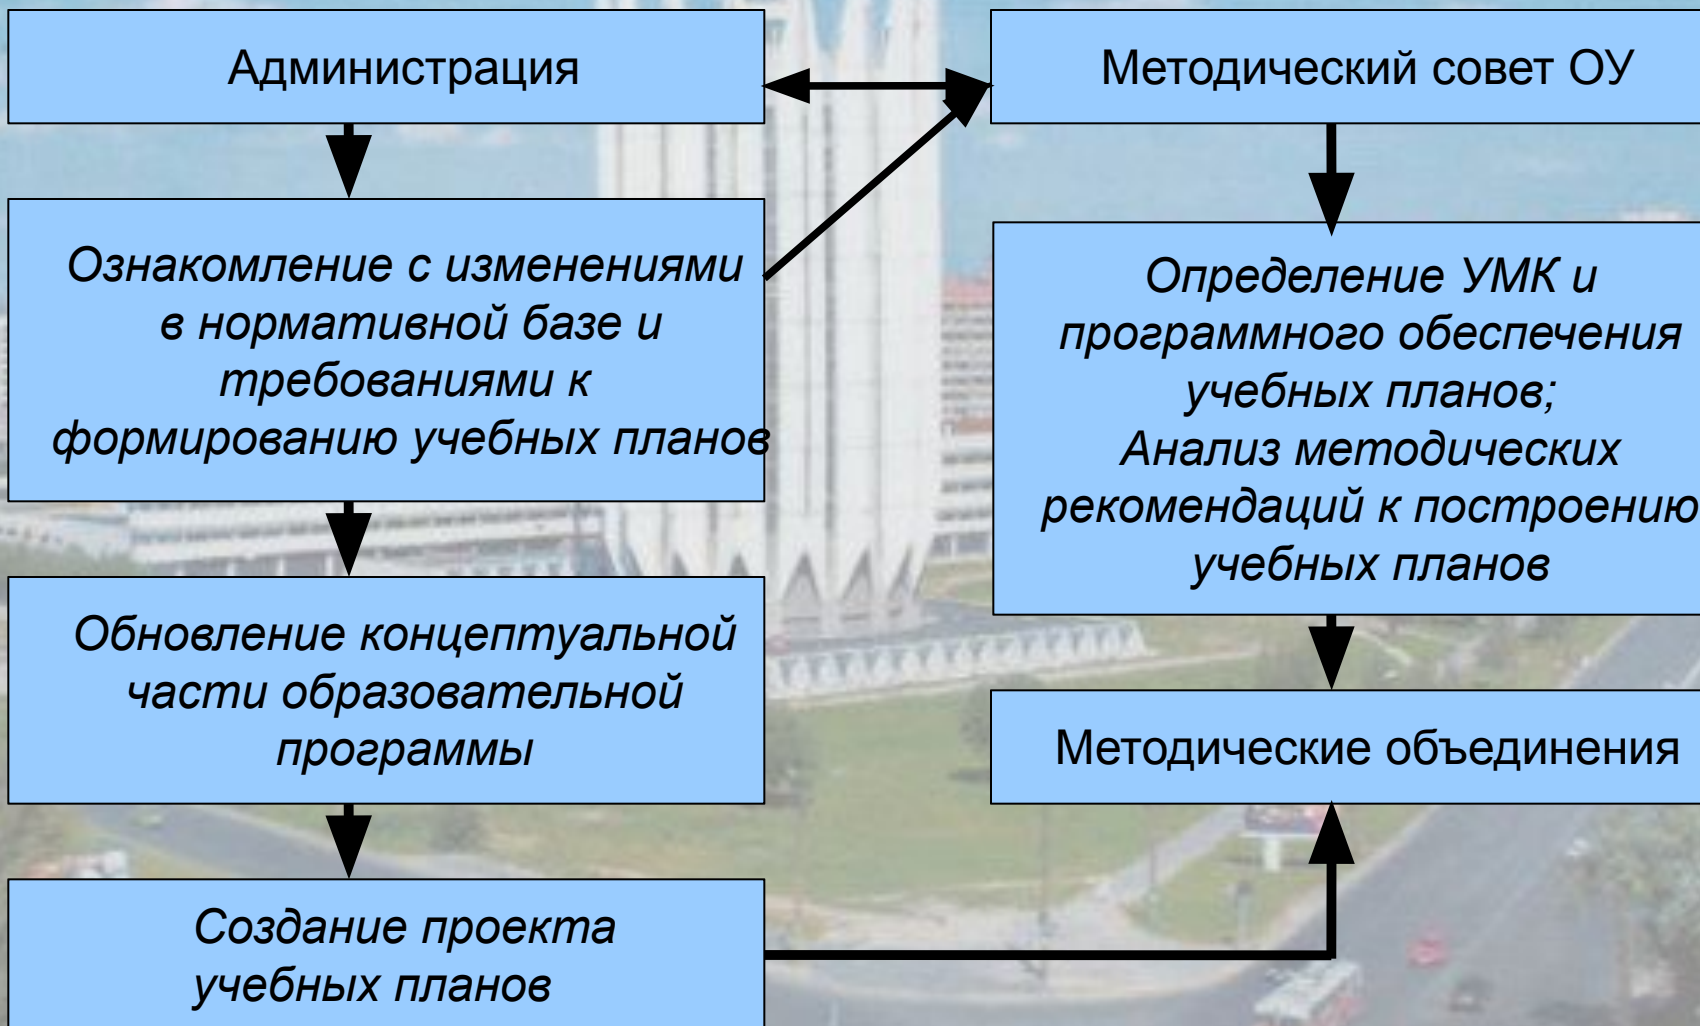 Администрация
Ознакомление с изменениями
в нормативной базе и
требованиями к
формированию учебных планов
Обновление концептуальной
части образовательной
программы
Создание проекта
учебных планов
Методический совет ОУ
Определение УМК и
программного обеспечения
учебных планов;
Анализ методических
рекомендаций к построению
учебных планов
Методические объединения